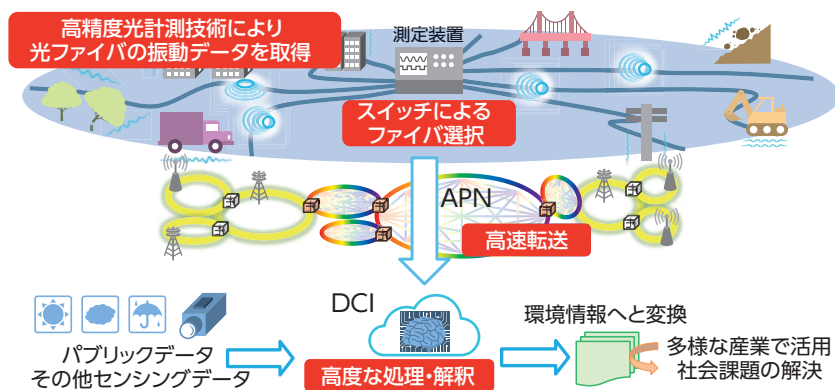 高精度光計測技術により
光ファイバの振動データを取得
測定装置
スイッチによる
ファイバ選択
APN
高速転送
DCI
パブリックデータ
その他センシングデータ
高度な処理・解釈
環境情報へと変換
多様な産業で活用
社会課題の解決